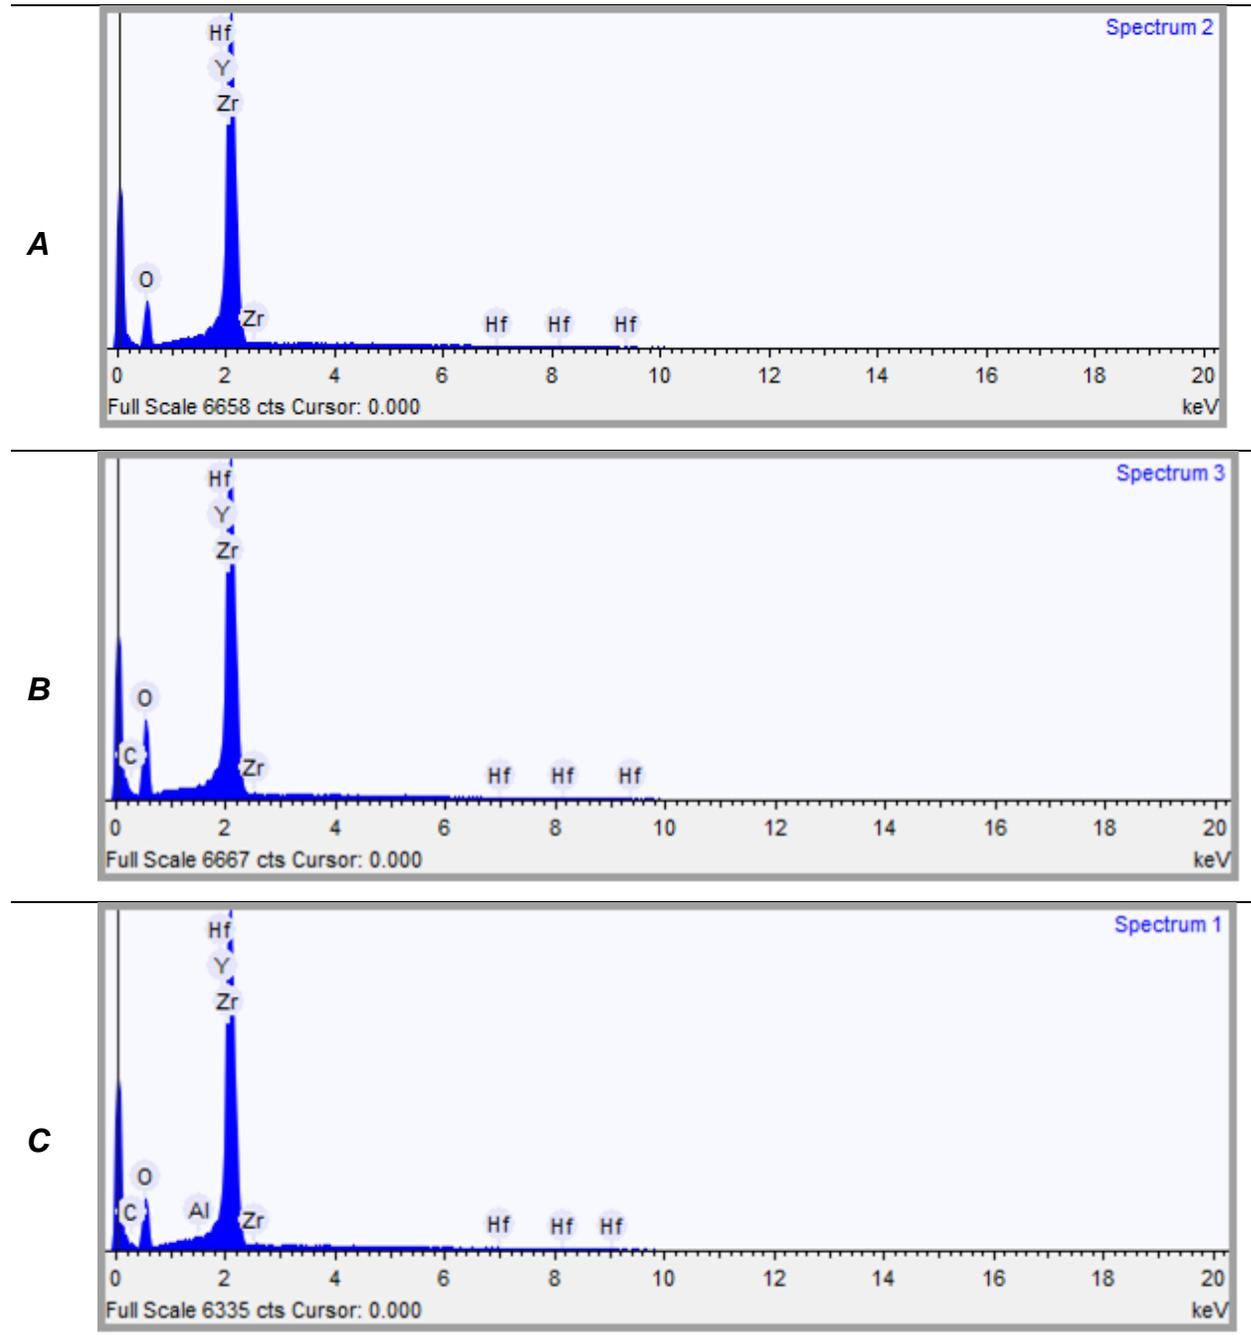 Spectrum 2
Hf
Y
Zr
A
O
Zr
Hf Hf Hf
0 2 4 6 8 10 12 14 16 18 20
Full Scale 6658 cts Cursor: 0.000 keV
Spectrum 3
Hf
Y
Zr
B
O
C
Zr
Hf Hf Hf
0 2 4 6 8 10 12 14 16 18 20
Full Scale 6667 cts Cursor: 0.000 keV
Spectrum 1
Hf
Y
Zr
C
O
C Al Zr
Hf Hf Hf
0 2 4 6 8 10 12 14 16 18 20
Full Scale 6335 cts Cursor: 0.000 keV